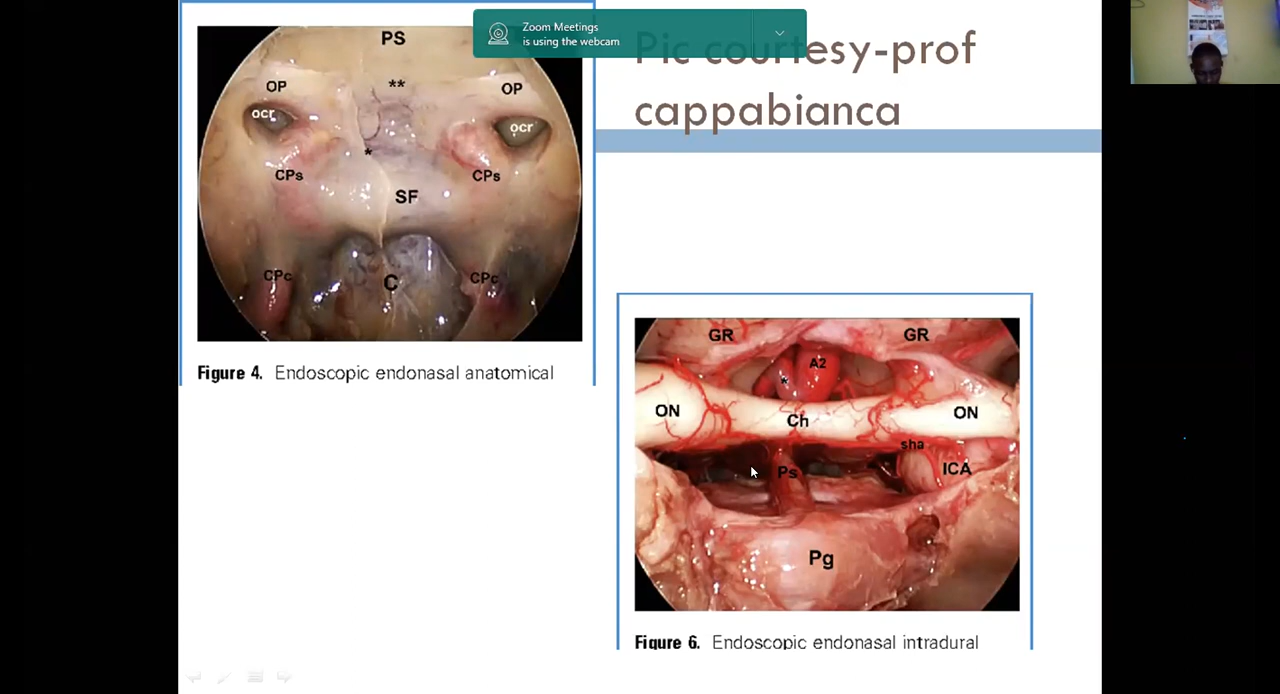 Zoom Meetings
is using the webcam
Pic courtesy-prof
cappabianca
PS
**
OP
OP
ocr
ocr
*
CPs
CPs
SF
CPc
C
CPc
Figure 4. Endoscopic endonasal anatomical
GR
GR
A2
*
ON
Ch
ON
sha
Ps
ICA
Pg
Figure 6. Endoscopic endonasal intradural